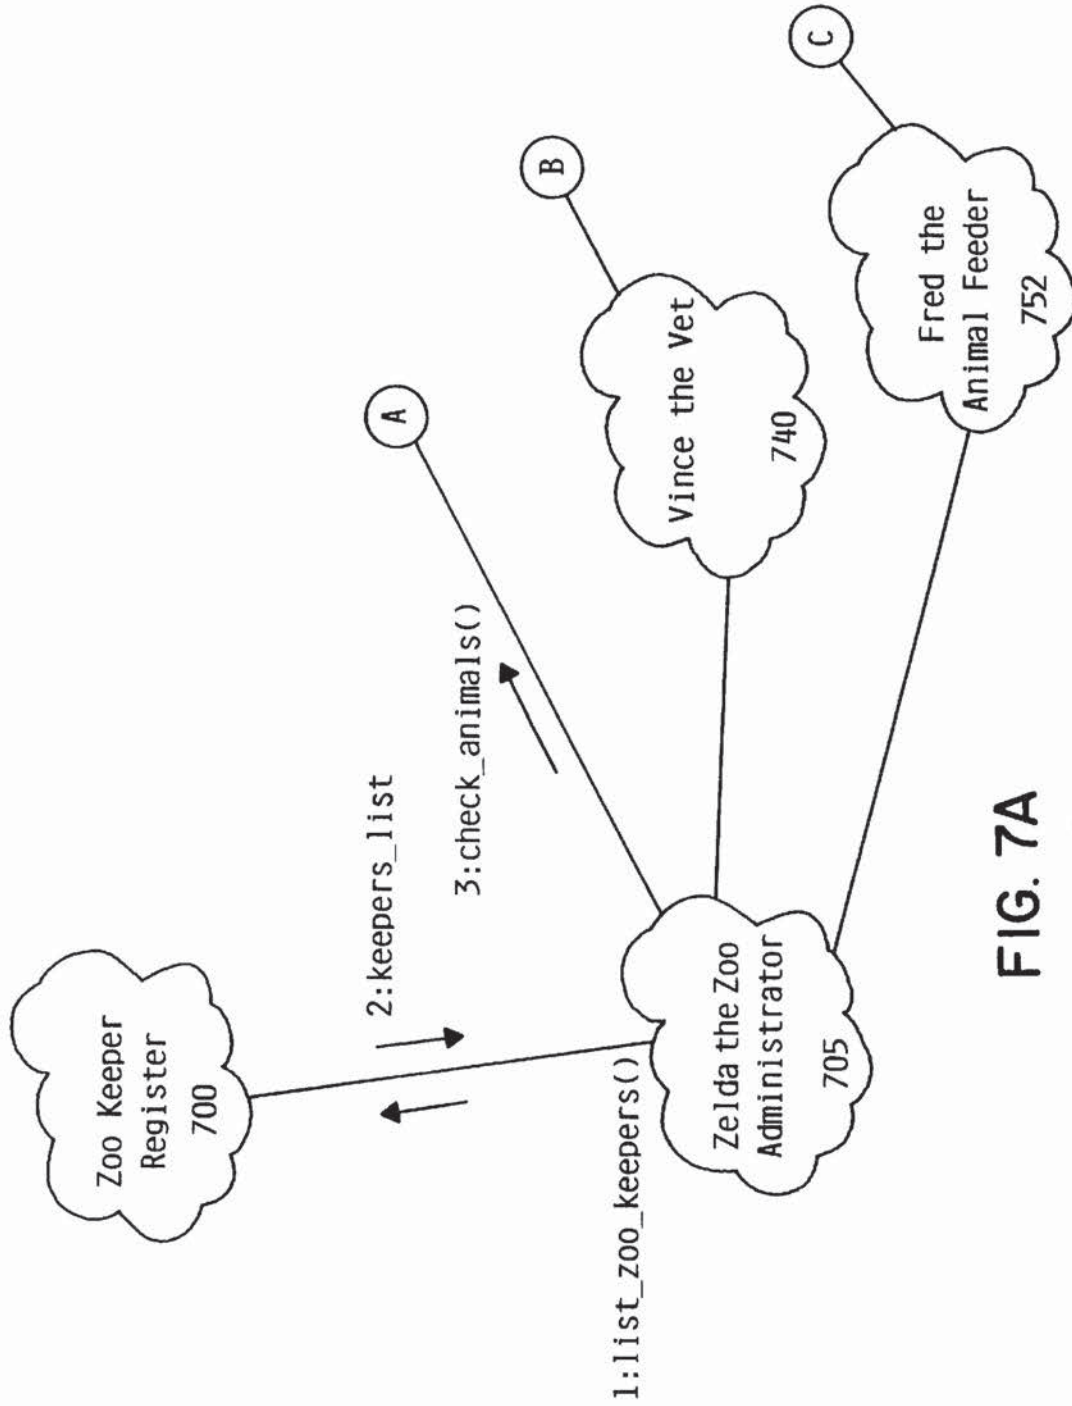 Zoo Keeper
Register
700
2:keepers_list
1:list_zoo_keepers()
3:check_animals()
Zelda the Zoo
Administrator
705
A
B
Vince the Vet
740
C
Fred the
Animal Feeder
752
FIG. 7A